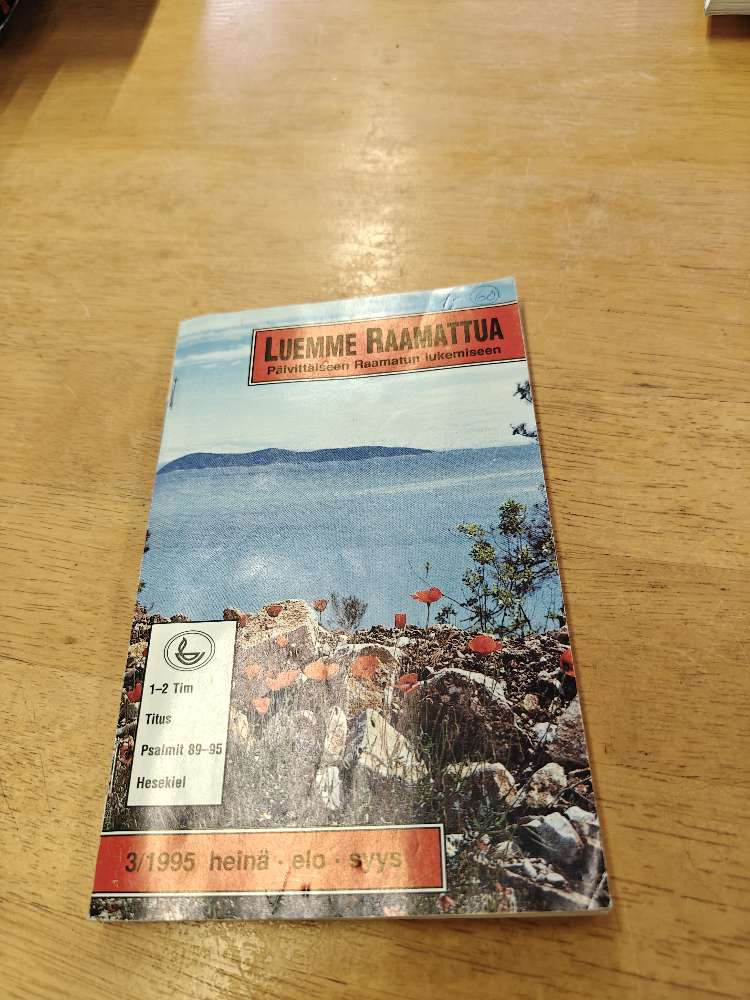 LUEMME RAAMATTUA
Päivittäiseen Raamatun lukemiseen
1–2 Tim
Titus
Psalmit 89–95
Hesekiel
3/1995 heinä · elo · syys